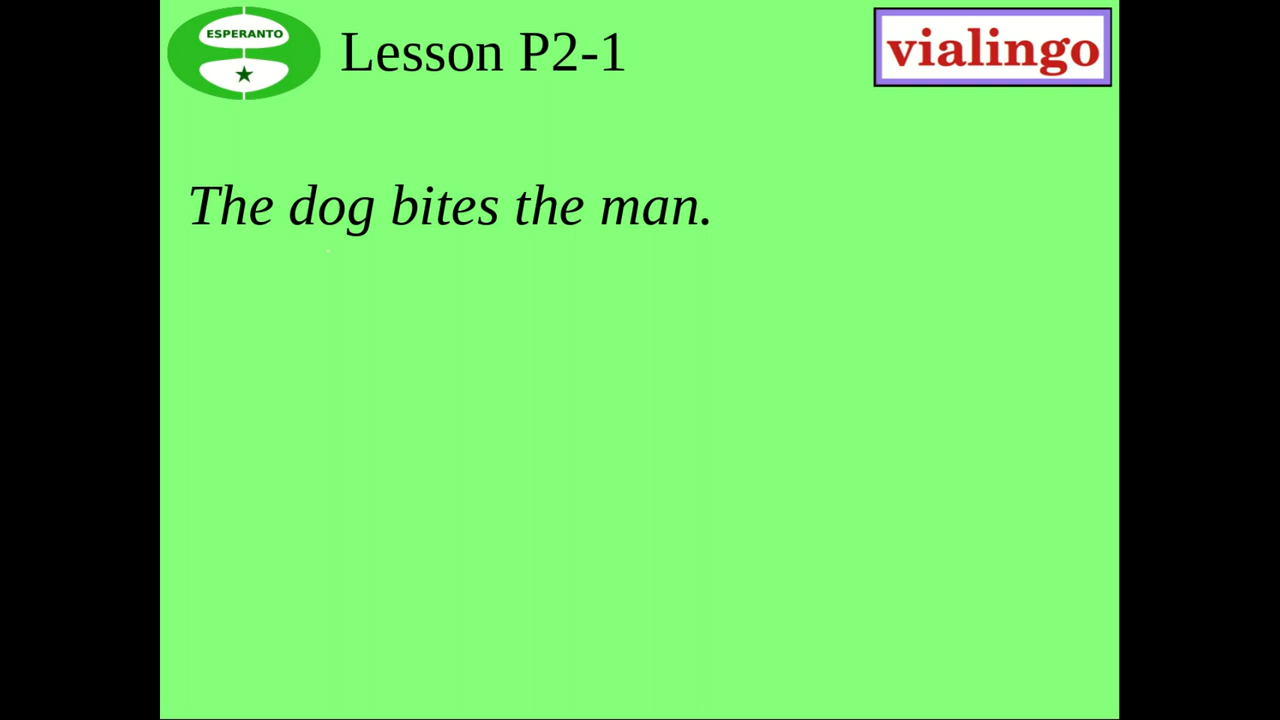 ESPERANTO
Lesson P2-1
vialingo
The dog bites the man.